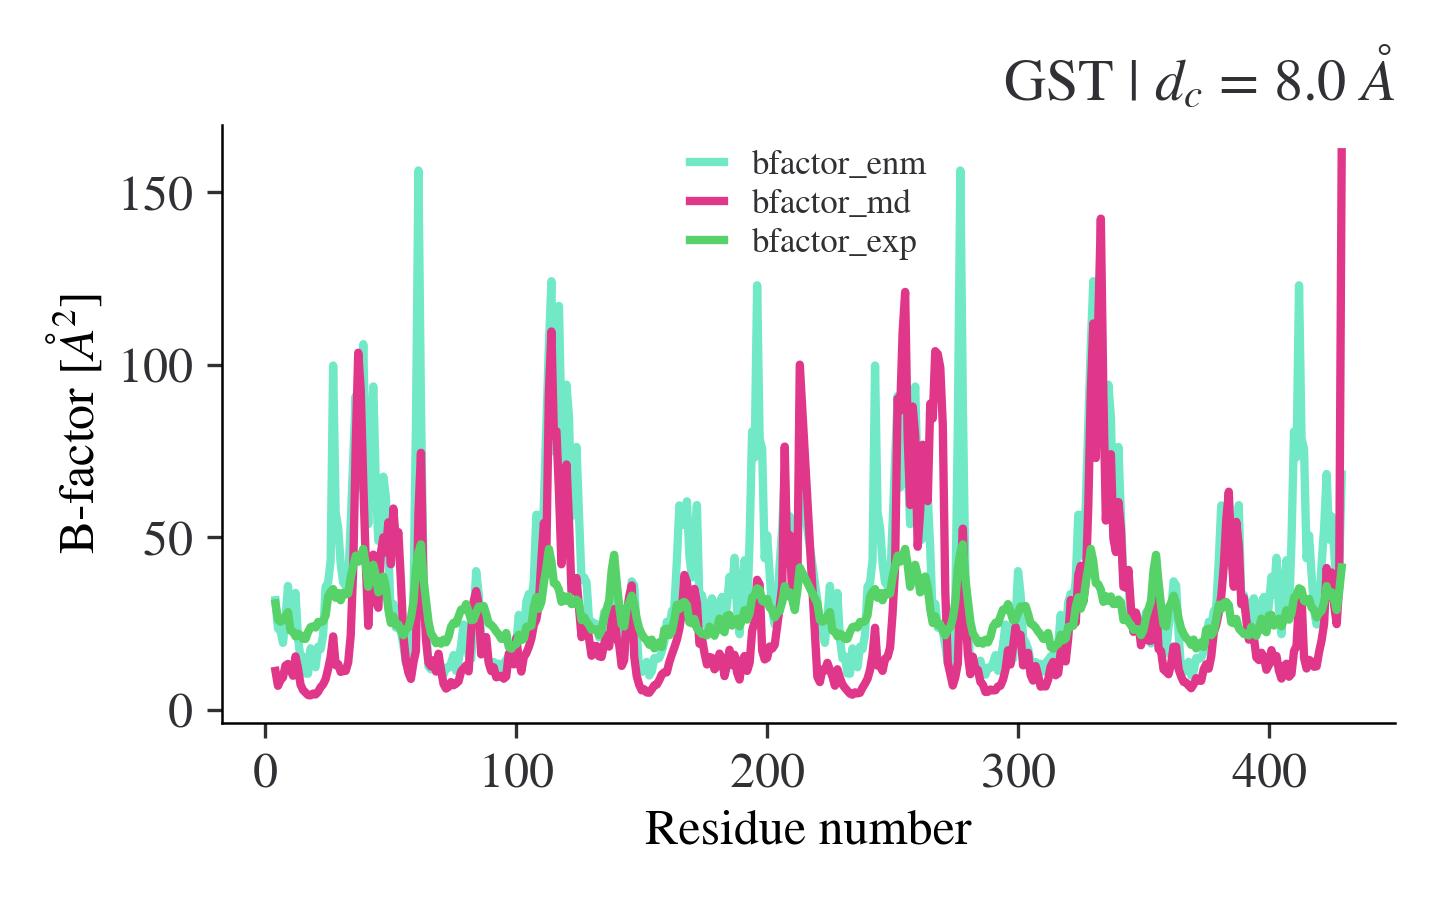 GST | d_c = 8.0 Å
bfactor_enm
bfactor_md
bfactor_exp
B-factor [Å²]
150
100
50
0
0 100 200 300 400
Residue number